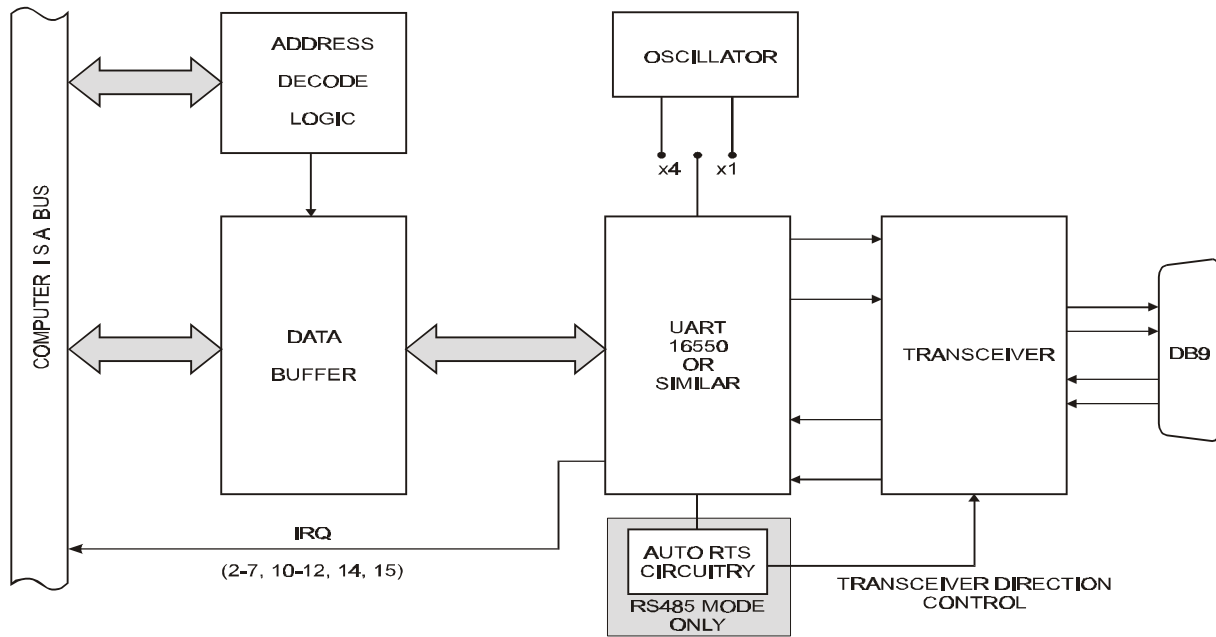 COMPUTER ISA BUS
ADDRESS
DECODE
LOGIC
OSCILLATOR
x4
x1
DATA
BUFFER
UART
16550
OR
SIMILAR
TRANSCEIVER
DB9
IRQ
(2-7, 10-12, 14, 15)
AUTO RTS
CIRCUITRY
RS485 MODE
ONLY
TRANSCEIVER DIRECTION
CONTROL